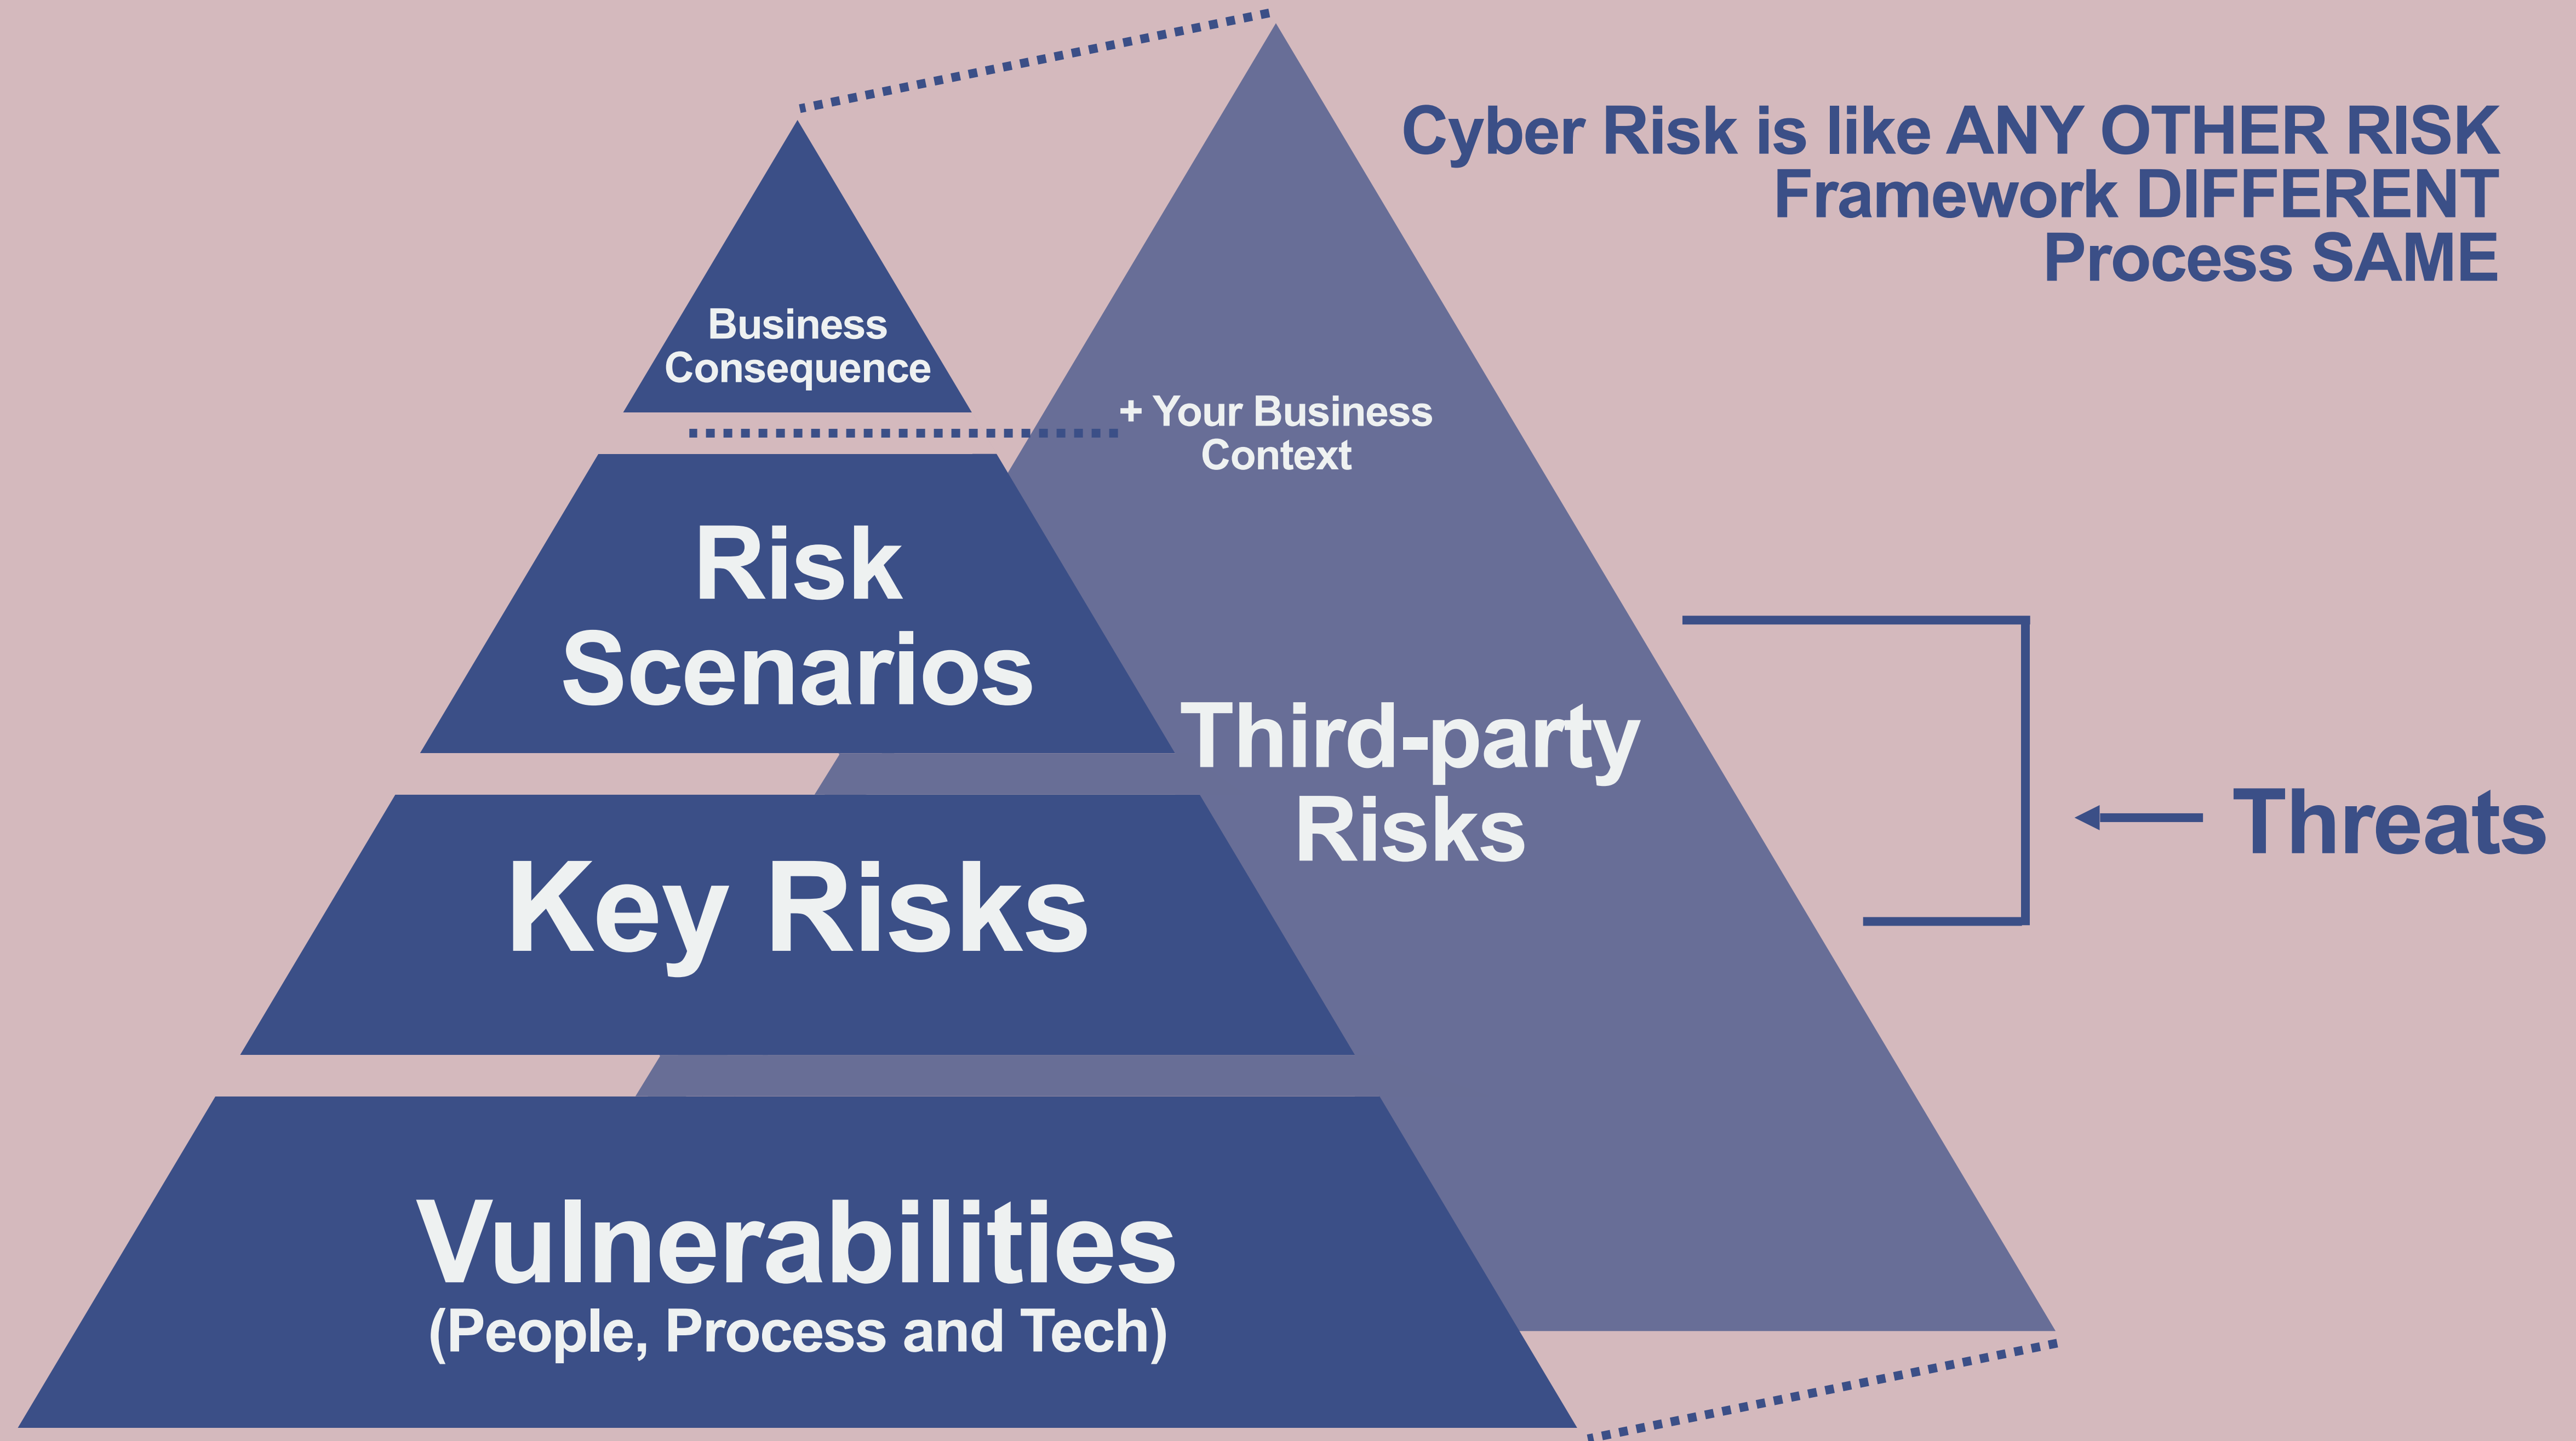 Cyber Risk is like ANY OTHER RISK
Framework DIFFERENT
Process SAME
Business
Consequence
+ Your Business
Context
Risk
Scenarios
Third-party
Risks
Key Risks
Threats
Vulnerabilities
(People, Process and Tech)